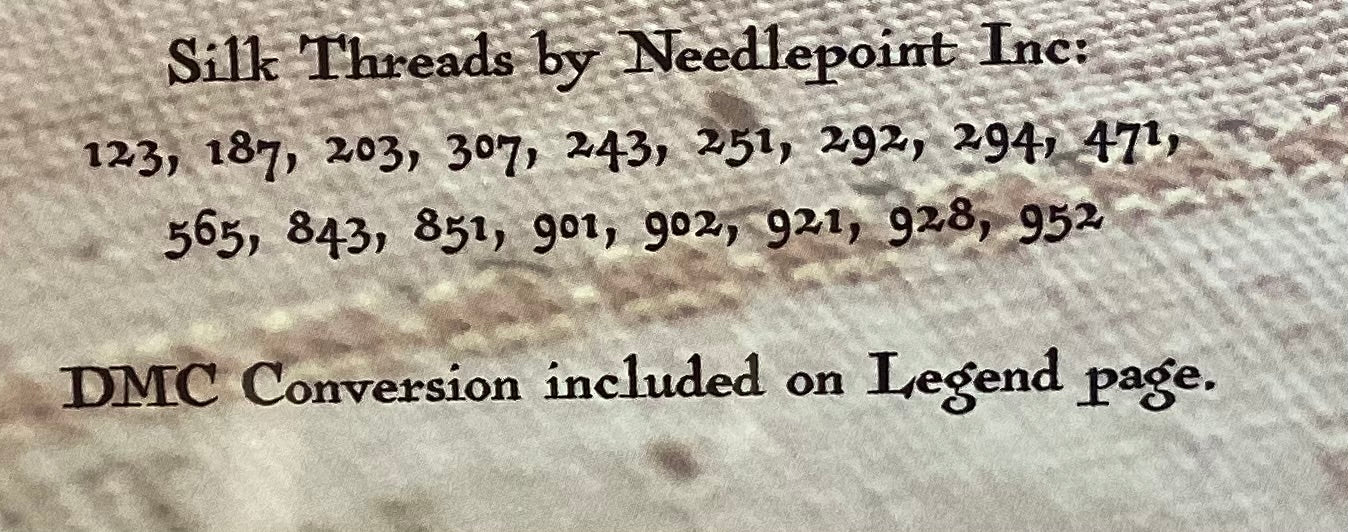 Silk Threads by Needlepoint Inc:
123, 187, 203, 307, 243, 251, 292, 294, 471,
565, 843, 851, 901, 902, 921, 928, 952
DMC Conversion included on Legend page.